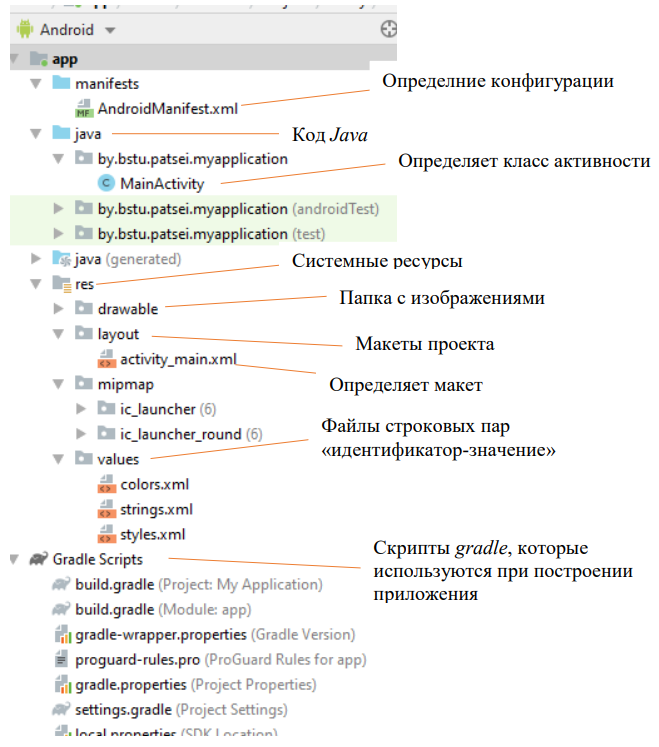 Android
app
manifests
Определние конфигурации
AndroidManifest.xml
java
Код Java
by.bstu.patsei.myapplication
Определяет класс активности
MainActivity
by.bstu.patsei.myapplication (androidTest)
by.bstu.patsei.myapplication (test)
java (generated)
Системные ресурсы
res
Папка с изображениями
drawable
layout
Макеты проекта
activity_main.xml
Определяет макет
mipmap
ic_launcher (6)
Файлы строковых пар
ic_launcher_round (6)
«идентификатор-значение»
values
colors.xml
strings.xml
styles.xml
Скрипты gradle, которые
Gradle Scripts
используются при построении
build.gradle (Project: My Application)
приложения
build.gradle (Module: app)
gradle-wrapper.properties (Gradle Version)
proguard-rules.pro (ProGuard Rules for app)
gradle.properties (Project Properties)
settings.gradle (Project Settings)
local.properties (SDK Location)